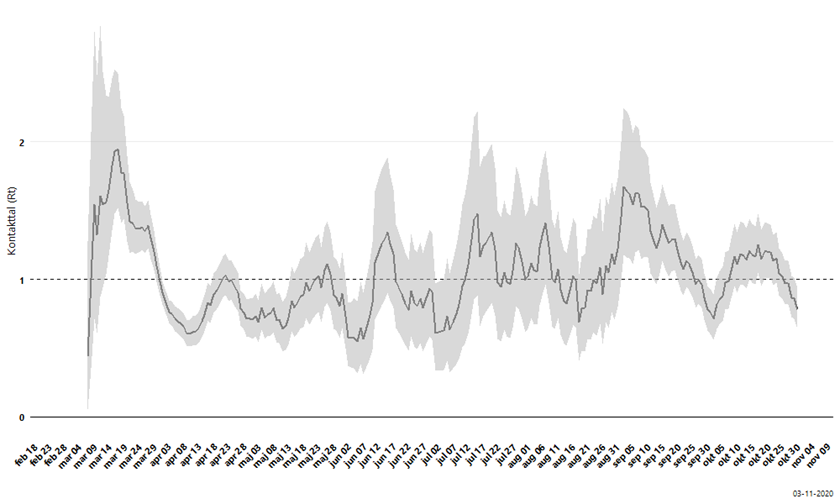 Kontakttal (Rt)
2
1
0
feb 18 feb 23 feb 28 mar 04 mar 09 mar 14 mar 19 mar 24 mar 29 apr 03 apr 08 apr 13 apr 18 apr 23 apr 28 maj 03 maj 08 maj 13 maj 18 maj 23 maj 28 jun 02 jun 07 jun 12 jun 17 jun 22 jun 27 jul 02 jul 07 jul 12 jul 17 jul 22 jul 27 aug 01 aug 06 aug 11 aug 16 aug 21 aug 26 aug 31 sep 05 sep 10 sep 15 sep 20 sep 25 sep 30 okt 05 okt 10 okt 15 okt 20 okt 25 okt 30 nov 04 nov 09
03-11-2020